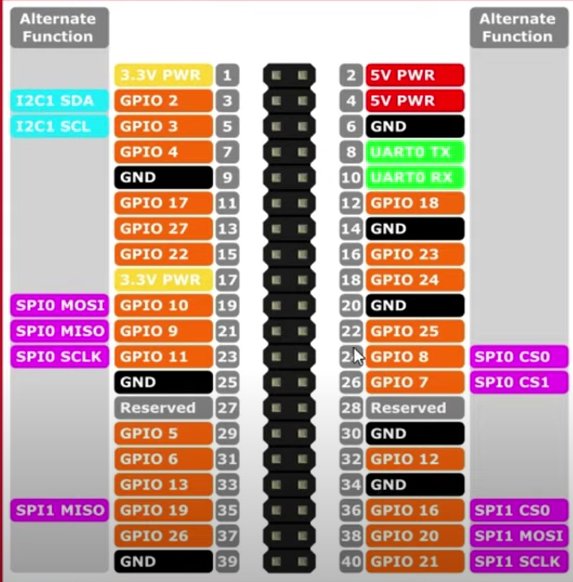 Alternate Function
Alternate Function
3.3V PWR 1 2 5V PWR
I2C1 SDA GPIO 2 3 4 5V PWR
I2C1 SCL GPIO 3 5 6 GND
GPIO 4 7 8 UART0 TX
GND 9 10 UART0 RX
GPIO 17 11 12 GPIO 18
GPIO 27 13 14 GND
GPIO 22 15 16 GPIO 23
3.3V PWR 17 18 GPIO 24
SPI0 MOSI GPIO 10 19 20 GND
SPI0 MISO GPIO 9 21 22 GPIO 25
SPI0 SCLK GPIO 11 23 GPIO 8 SPI0 CS0
GND 25 26 GPIO 7 SPI0 CS1
Reserved 27 28 Reserved
GPIO 5 29 30 GND
GPIO 6 31 32 GPIO 12
GPIO 13 33 34 GND
SPI1 MISO GPIO 19 35 36 GPIO 16 SPI1 CS0
GPIO 26 37 38 GPIO 20 SPI1 MOSI
GND 39 40 GPIO 21 SPI1 SCLK